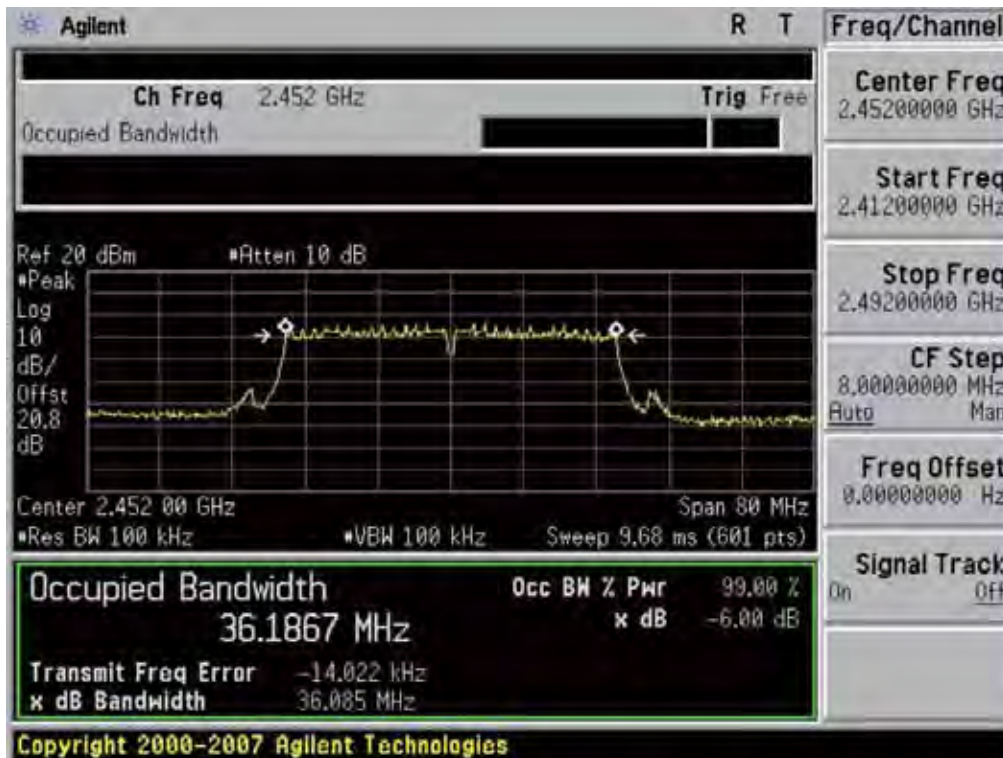 Agilent R T
Ch Freq 2.452 GHz Trig Free
Occupied Bandwidth
Ref 20 dBm #Atten 10 dB
#Peak
Log
10
dB/
Offst
20.8
dB
Center 2.452 00 GHz Span 80 MHz
#Res BW 100 kHz #VBW 100 kHz Sweep 9.68 ms (601 pts)
Occupied Bandwidth
36.1867 MHz
Occ BW % Pwr 99.00 %
x dB -6.00 dB
Transmit Freq Error -14.022 kHz
x dB Bandwidth 36.085 MHz
Copyright 2000-2007 Agilent Technologies
Freq/Channel
Center Freq
2.45200000 GHz
Start Freq
2.41200000 GHz
Stop Freq
2.49200000 GHz
CF Step
8.00000000 MHz
Auto Man
Freq Offset
0.00000000 Hz
Signal Track
On Off